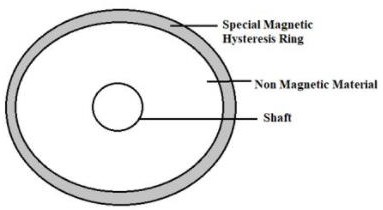 Special Magnetic
Hysteresis Ring
Non Magnetic Material
Shaft